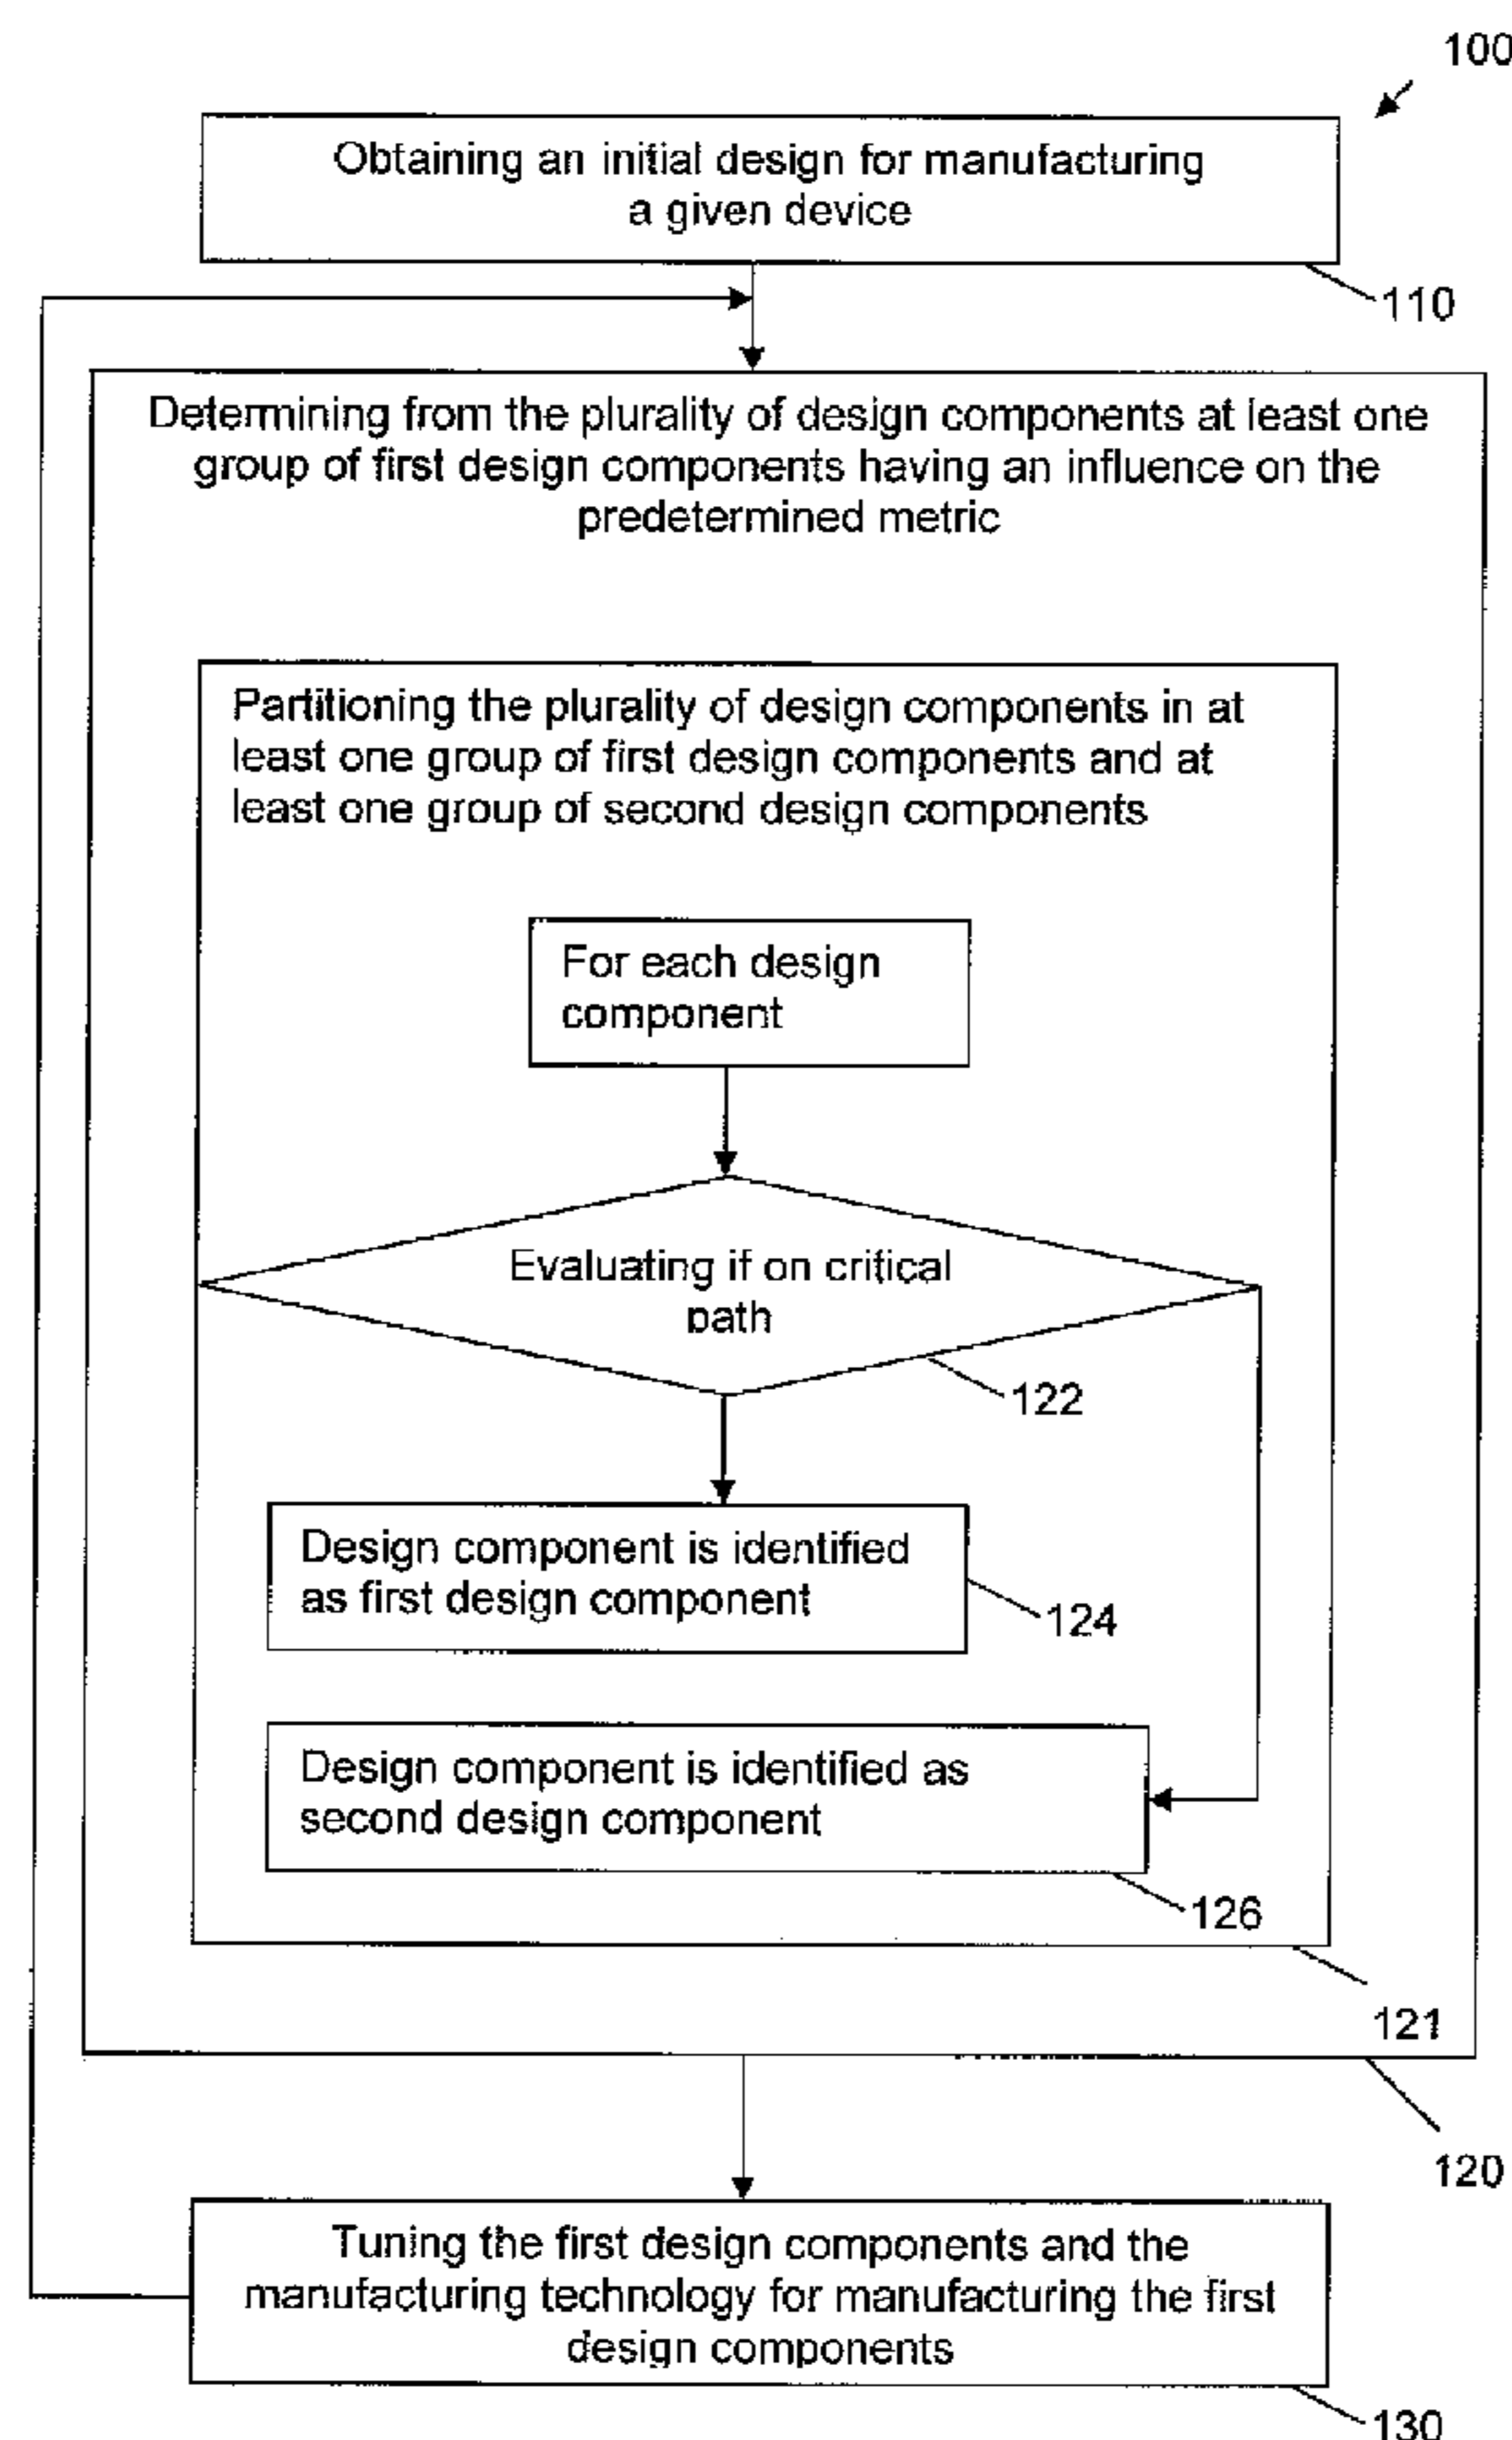 100
Obtaining an initial design for manufacturing
a given device
110
Determining from the plurality of design components at least one
group of first design components having an influence on the
predetermined metric
Partitioning the plurality of design components in at
least one group of first design components and at
least one group of second design components
For each design
component
Evaluating if on critical
path
122
Design component is identified
as first design component
124
Design component is identified as
second design component
126
121
120
Tuning the first design components and the
manufacturing technology for manufacturing the first
design components
130